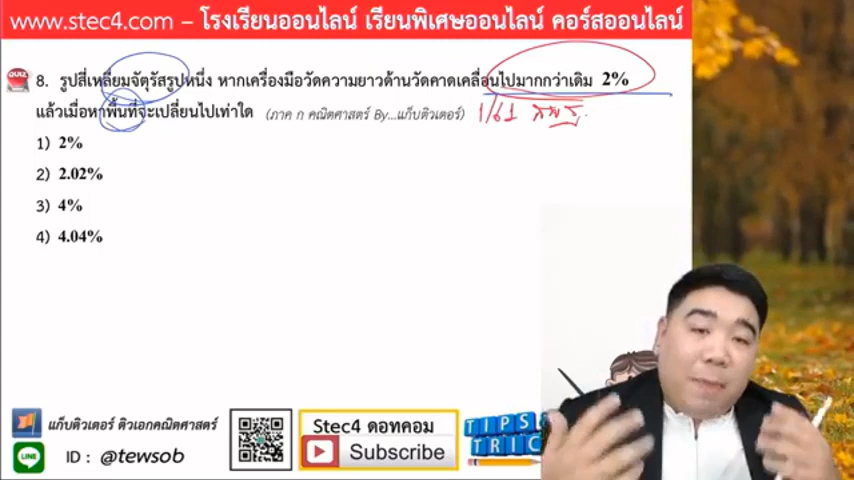 www.stec4.com – โรงเรียนออนไลน์ เรียนพิเศษออนไลน์ คอร์สออนไลน์
QUIZ
8. รูปสี่เหลี่ยมจัตุรัสรูปหนึ่ง หากเครื่องมือวัดความยาวด้านวัดคาดเคลื่อนไปมากกว่าเดิม 2%
แล้วเมื่อหาพื้นที่จะเปลี่ยนไปเท่าใด (ภาค ก คณิตศาสตร์ By...แก็บติวเตอร์)
1) 2%
2) 2.02%
3) 4%
4) 4.04%
แก็บติวเตอร์ ติวเอกคณิตศาสตร์
LINE ID : @tewsob
Stec4 ดอทคอม
Subscribe
TIPS &
TRIC